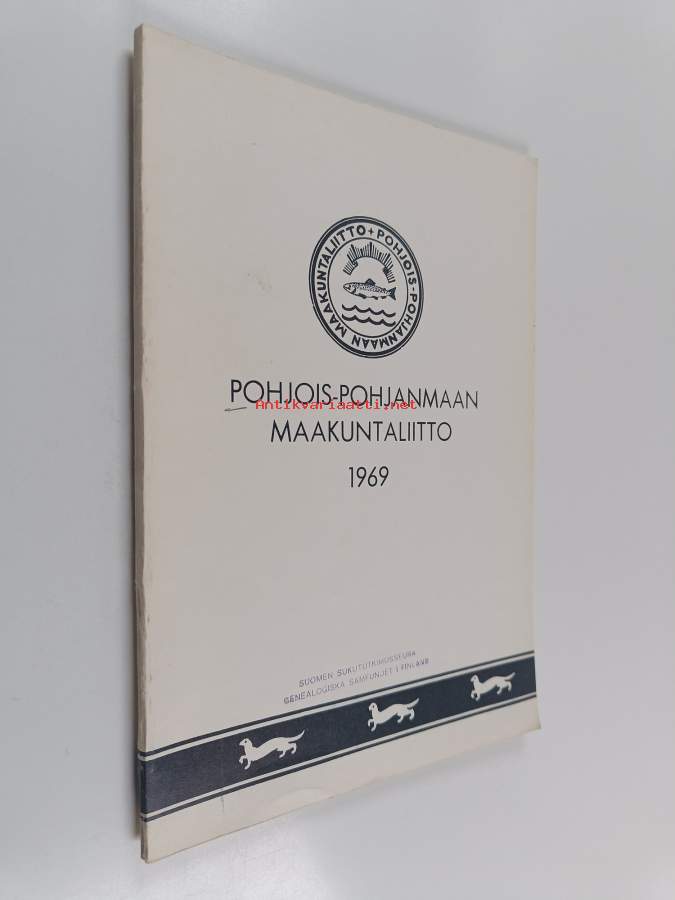 MAAKUNTALIITTO + POHJOIS-POHJANMAAN
POHJOIS-POHJANMAAN
Antikvariaatti.net
MAAKUNTALIITTO
1969
SUOMEN SUKUTUTKIMUSSEURA
GENEALOGISKA SAMFUNDET I FINLAND